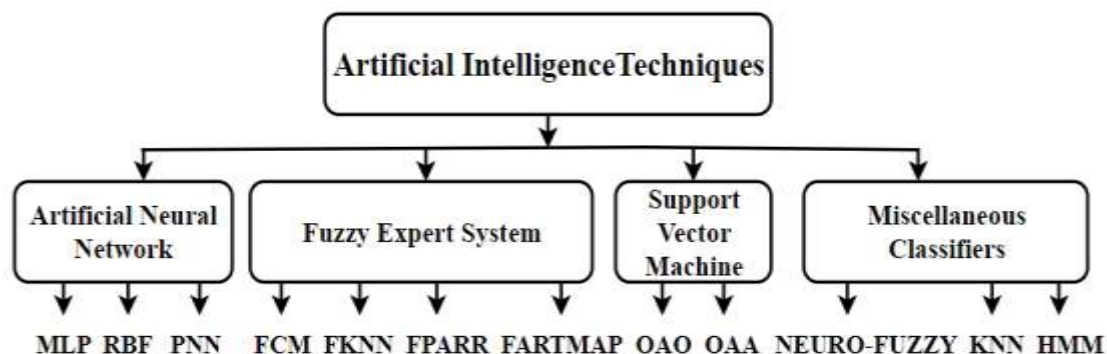 Artificial IntelligenceTechniques
Artificial Neural
Network
Fuzzy Expert System
Support
Vector
Machine
Miscellaneous
Classifiers
MLP RBF PNN FCM FKNN FPARR FARTMAP OAO OAA NEURO-FUZZY KNN HMM